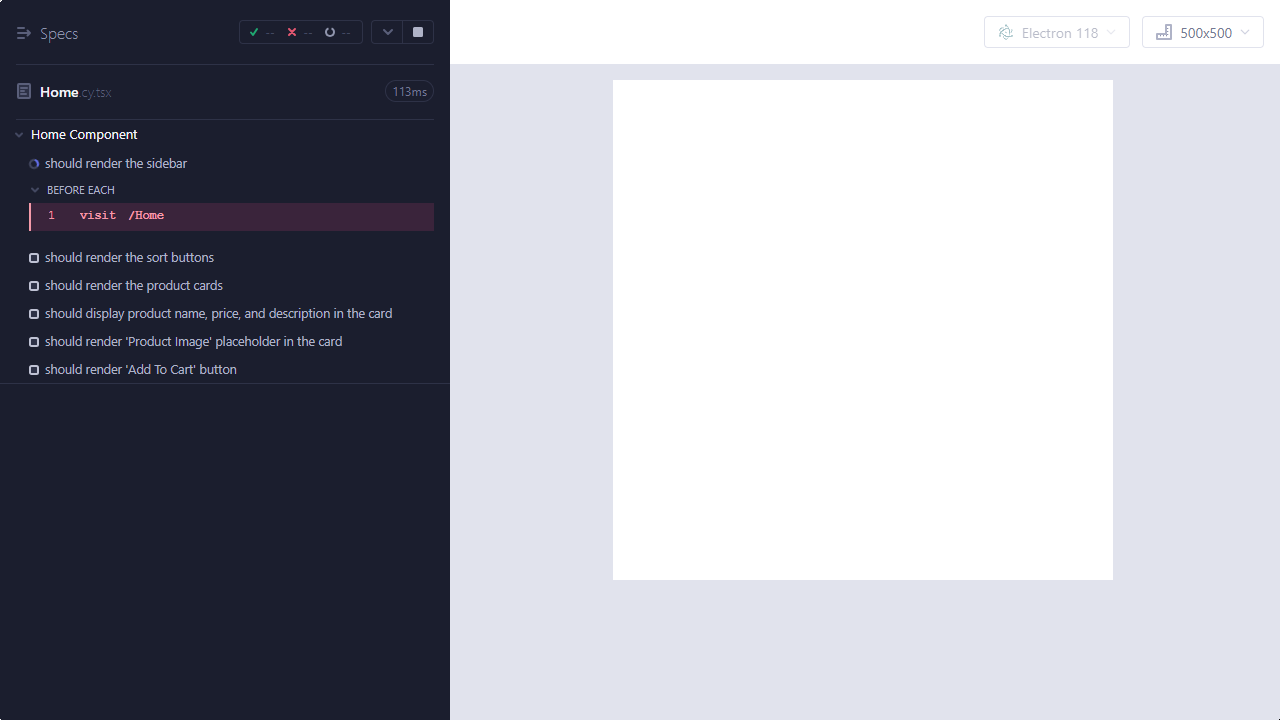 Specs
-- -- --
Electron 118
500x500
Home.cy.tsx
113ms
Home Component
should render the sidebar
BEFORE EACH
1 visit /Home
should render the sort buttons
should render the product cards
should display product name, price, and description in the card
should render 'Product Image' placeholder in the card
should render 'Add To Cart' button